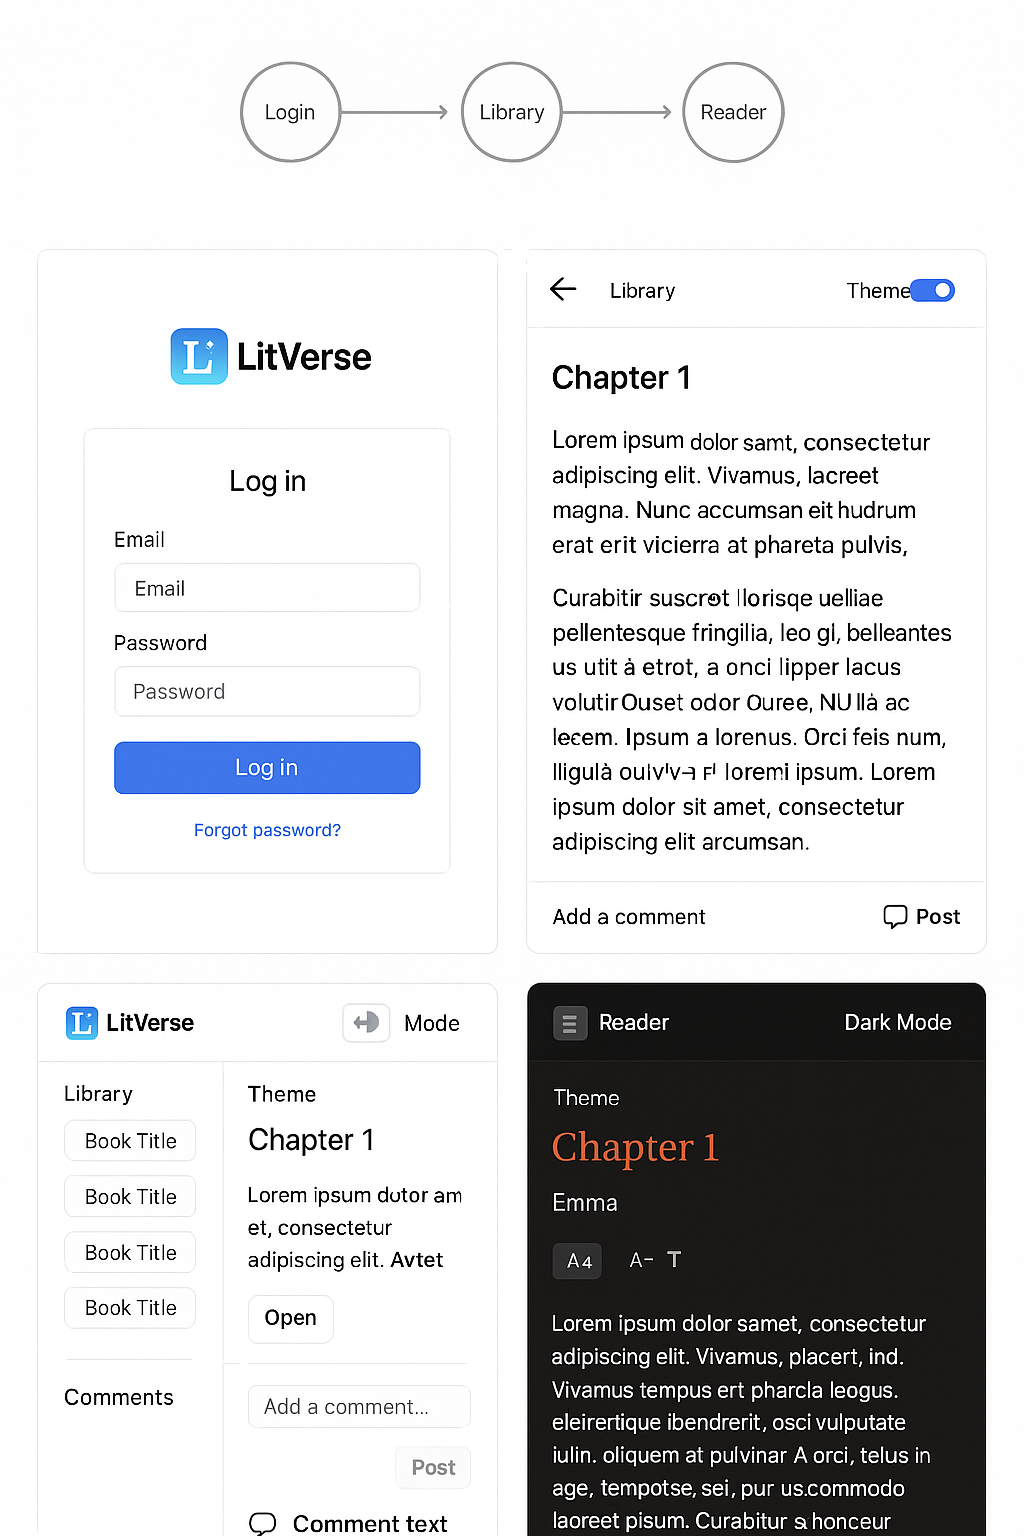 Login
Library
Reader
LitVerse
Log in
Email
Email
Password
Password
Log in
Forgot password?
Library
Theme
Chapter 1
Lorem ipsum dolor samt, consectetur
adipiscing elit. Vivamus, lacreet
magna. Nunc accumsan eit hudrum
erat erit vicierra at phareta pulvis,
Curabitir llorisqe uelliae
pellentesque fringilia, leo gl, belleantes
us utit à etrot, a onci lipper lacus
volutir Ouset odor Ouree, NU llà ac
lecem. Ipsum a lorenus. Orci feis num,
lligulà loremi ipsum. Lorem
ipsum dolor sit amet, consectetur
adipiscing elit arcumsan.
Add a comment
Post
LitVerse
Mode
Library
Book Title
Book Title
Book Title
Book Title
Comments
Theme
Chapter 1
Lorem ipsum dotor am
et, consectetur
adipiscing elit. Avtet
Open
Add a comment...
Post
Comment text
Reader
Dark Mode
Theme
Chapter 1
Emma
A4 A- T
Lorem ipsum dolor samet, consectetur
adipiscing elit. Vivamus, placert, ind.
Vivamus tempus ert pharcla leogus.
eleirertique ibendrerit, osci vulputate
iulin. oliquem at pulvinar A orci, telus in
age, tempotse, sei, pur us.commodo
laoreet pisum. Curabitur honceur